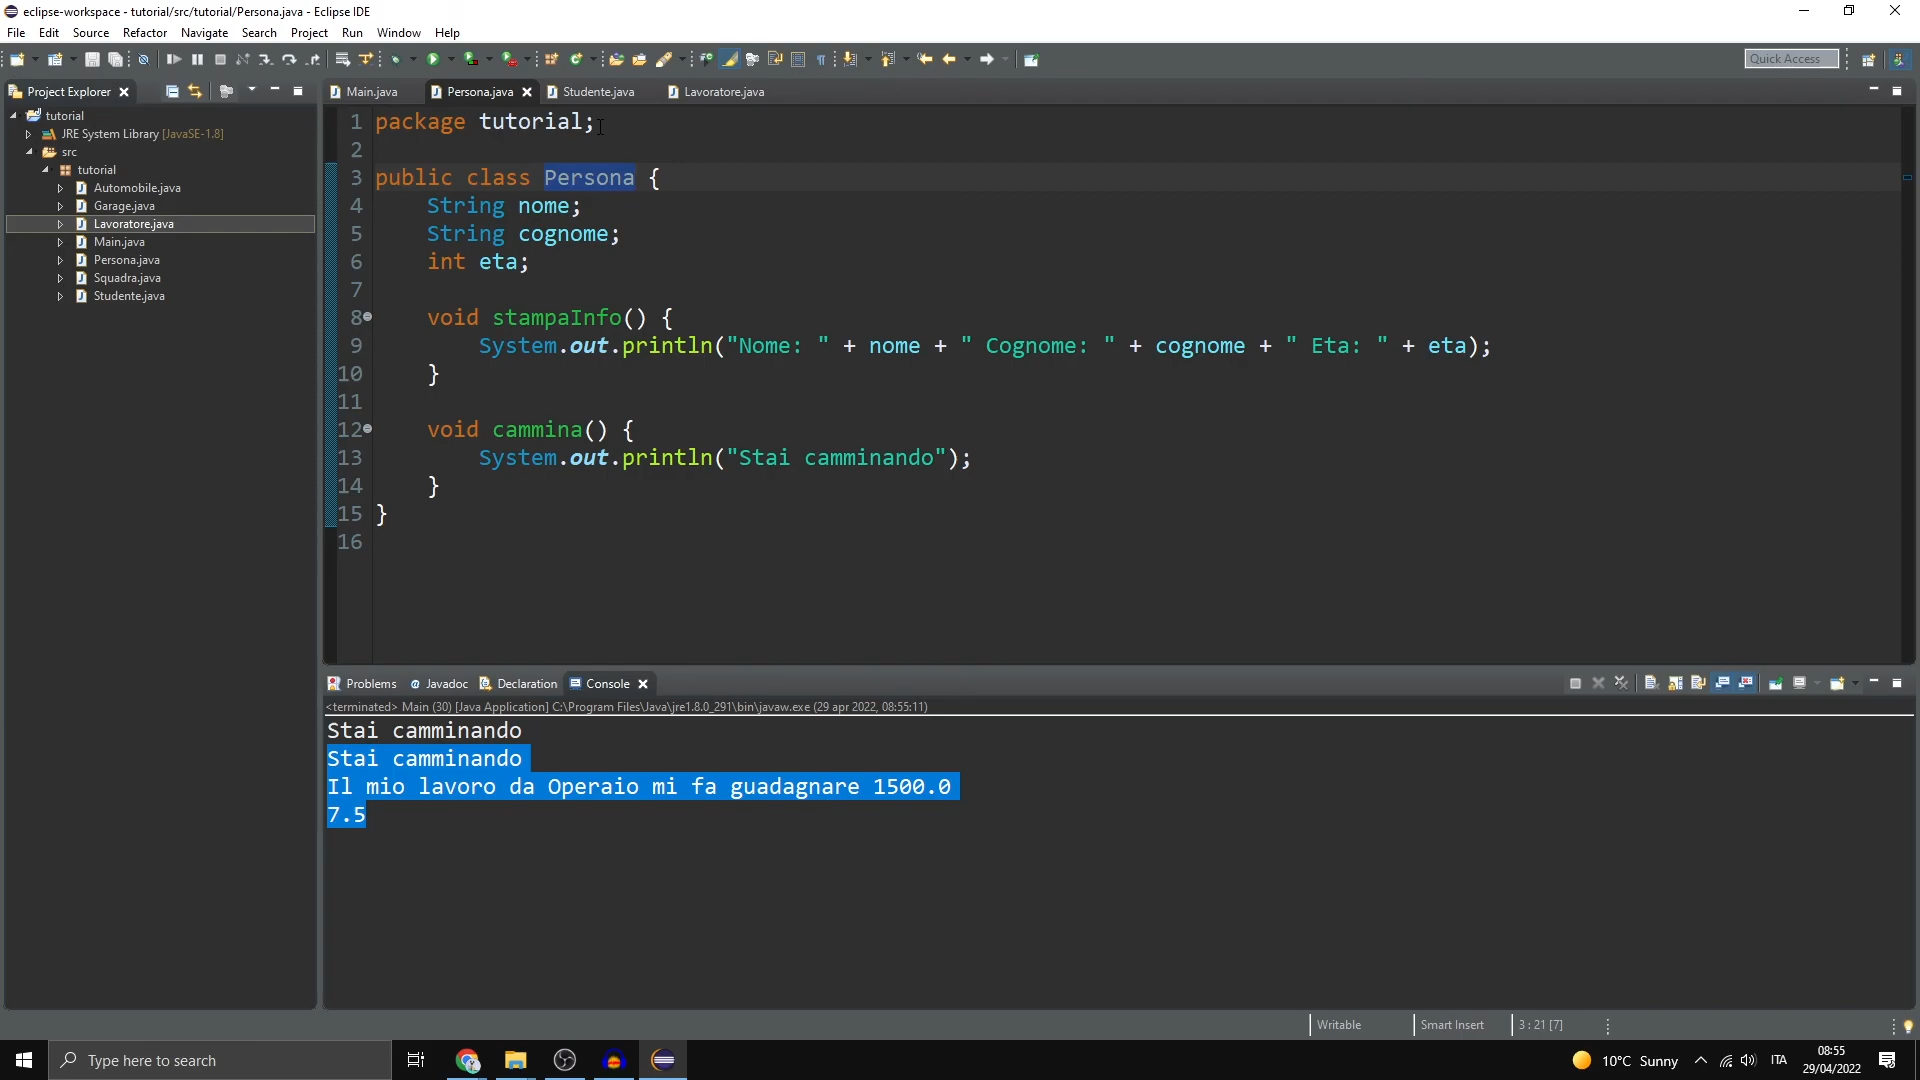 eclipse-workspace - tutorial/src/tutorial/Persona.java - Eclipse IDE
File Edit Source Refactor Navigate Search Project Run Window Help
Quick Access
Project Explorer
Main.java Persona.java Studente.java Lavoratore.java
tutorial
JRE System Library [JavaSE-1.8]
src
tutorial
Automobile.java
Garage.java
Lavoratore.java
Main.java
Persona.java
Squadra.java
Studente.java
1 package tutorial;
2
3 public class Persona {
4 String nome;
5 String cognome;
6 int eta;
7
8 void stampaInfo() {
9 System.out.println("Nome: " + nome + " Cognome: " + cognome + " Eta: " + eta);
10 }
11
12 void cammina() {
13 System.out.println("Stai camminando");
14 }
15 }
16
Problems Javadoc Declaration Console
<terminated> Main (30) [Java Application] C:\Program Files\Java\jre1.8.0_291\bin\javaw.exe (29 apr 2022, 08:55:11)
Stai camminando
Stai camminando
Il mio lavoro da Operaio mi fa guadagnare 1500.0
7.5
Writable Smart Insert 3 : 21 [7]
Type here to search
10°C Sunny ITA 08:55
29/04/2022